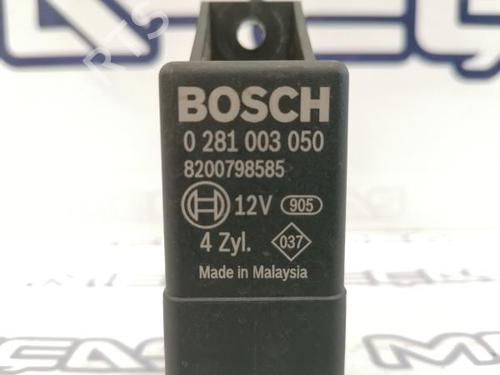 BOSCH
0 281 003 050
8200798585
12V 905
4 Zyl. 037
Made in Malaysia